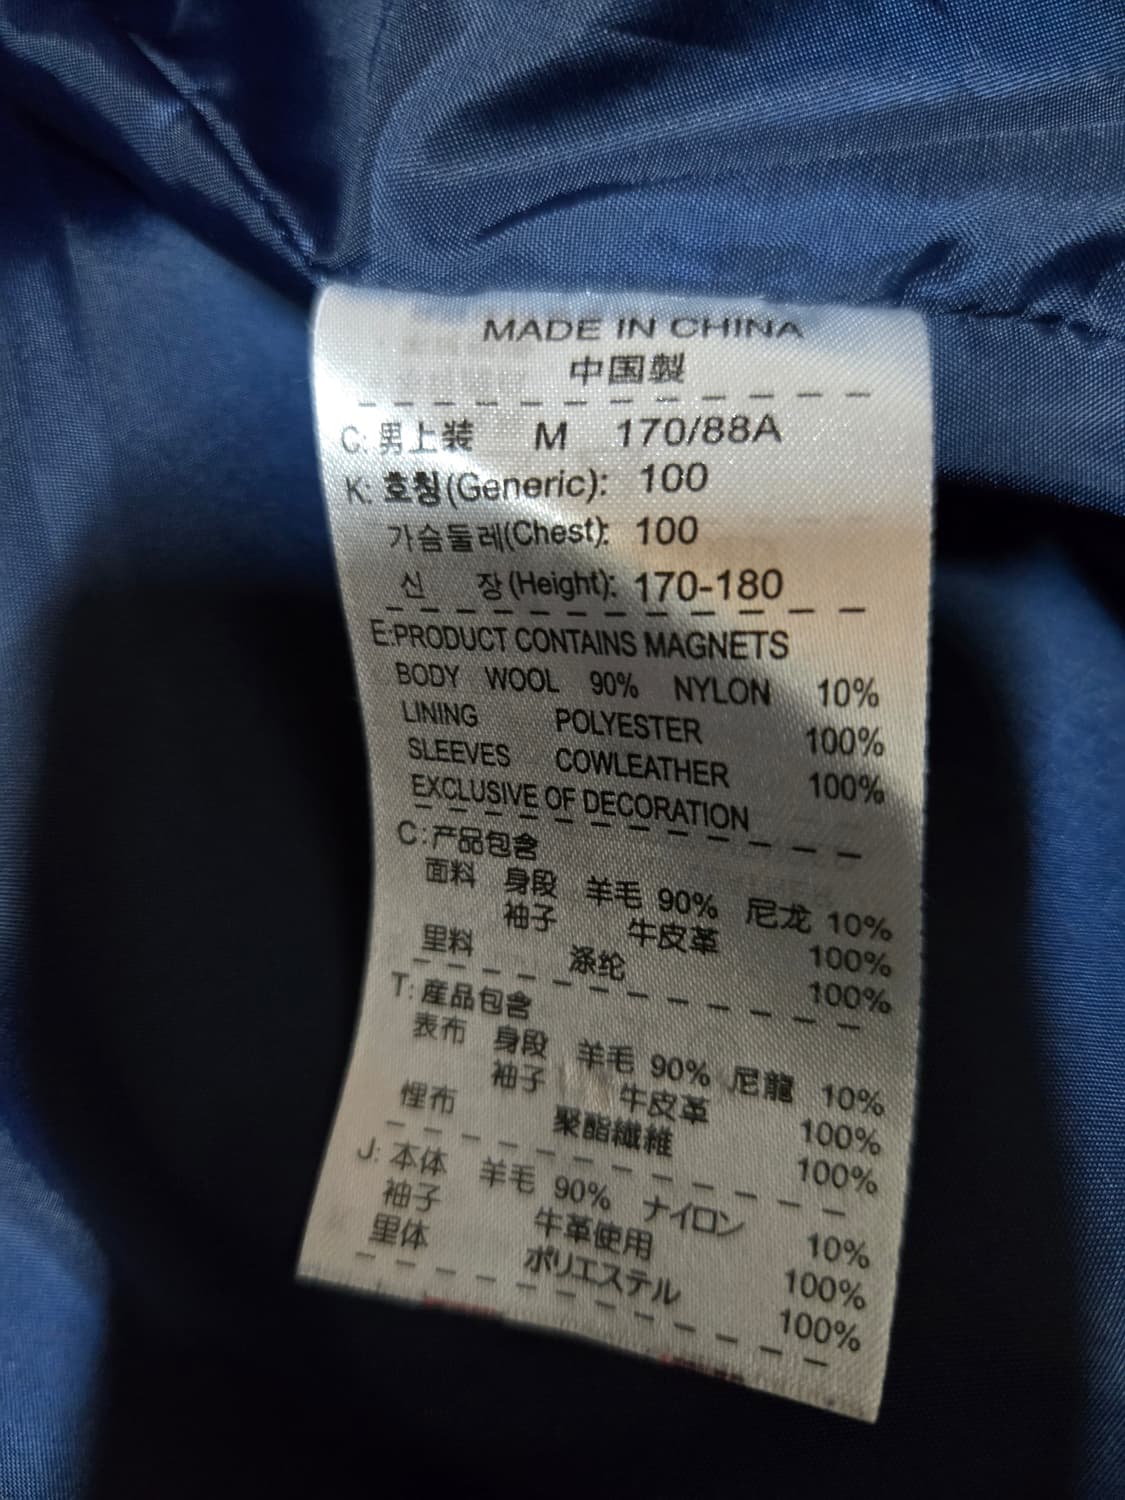 MADE IN CHINA
中国製
C: 男上装 M 170/88A
K: 호칭(Generic): 100
가슴둘레(Chest): 100
신 장(Height): 170-180
E:PRODUCT CONTAINS MAGNETS
BODY WOOL 90% NYLON 10%
LINING POLYESTER 100%
SLEEVES COWLEATHER 100%
EXCLUSIVE OF DECORATION
C:产品包含
面料 身段 羊毛 90% 尼龙 10%
袖子 牛皮革 100%
里料 涤纶 100%
T:産品包含
表布 身段 羊毛 90% 尼龍 10%
袖子 牛皮革 100%
悝布 聚酯纖維 100%
J: 本体 羊毛 90% ナイロン 10%
袖子 牛革使用 100%
里体 ポリエステル 100%